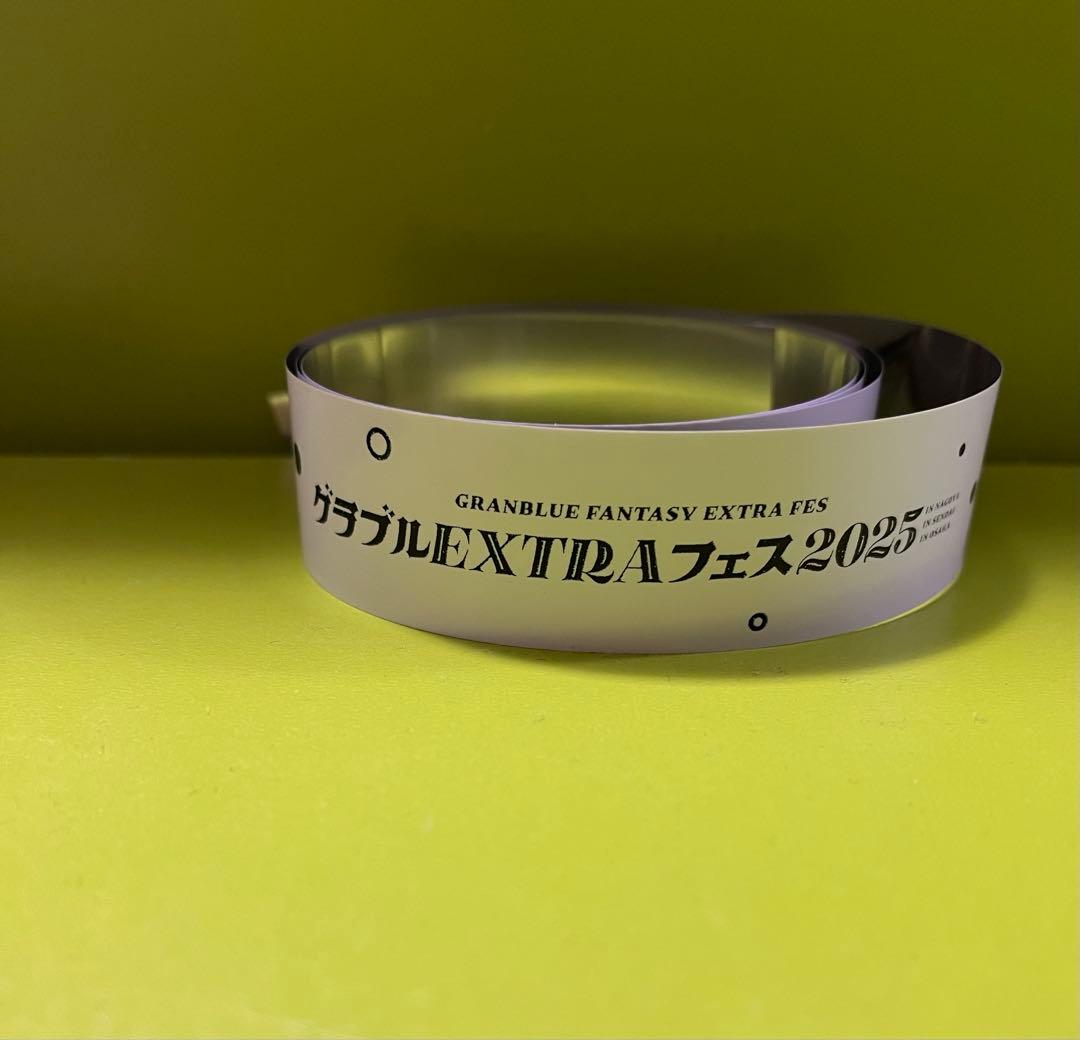 GRANBLUE FANTASY EXTRA FES
グラブルEXTRAフェス2025
IN NAGOYA
IN SENDAI
IN OSAKA